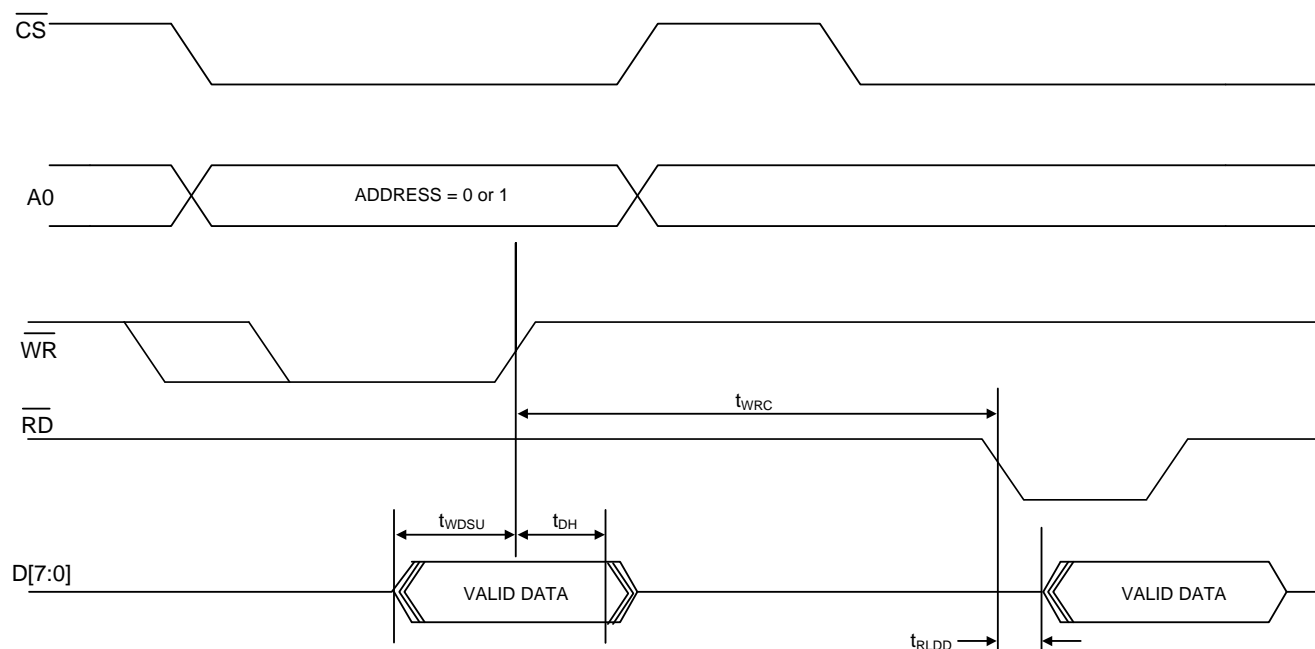 CS
A0
ADDRESS = 0 or 1
WR
tWRC
RD
tWDSU
tDH
D[7:0]
VALID DATA
VALID DATA
tRLDD